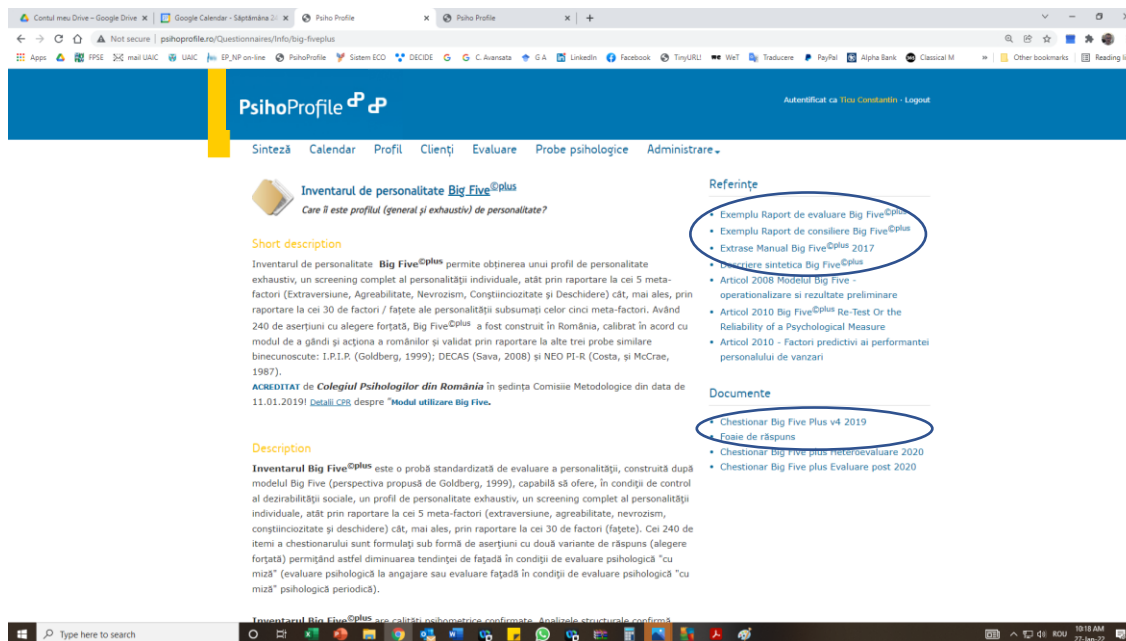 Contul meu Drive – Google Drive
Google Calendar - Săptămâna 2
Psiho Profile
Psiho Profile
Not secure | psihoprofile.ro/Questionnaires/Info/big-fiveplus
Apps FPSE mail UAIC UAIC EP_NP on-line PsihoProfile Sistem ECO DECIDE G G C. Avansata G A LinkedIn Facebook TinyURL! WeT Traducere PayPal Alpha Bank Classical M » Other bookmarks Reading li
PsihoProfile
Autentificat ca Ticu Constantin - Logout
Sinteză Calendar Profil Clienți Evaluare Probe psihologice Administrare
Inventarul de personalitate Big Five©plus
Care îi este profilul (general și exhaustiv) de personalitate?
Short description
Inventarul de personalitate Big Five©plus permite obținerea unui profil de personalitate
exhaustiv, un screening complet al personalității individuale, atât prin raportare la cei 5 meta-
factori (Extraversiune, Agreabilitate, Nevrozism, Conștiinciozitate și Deschidere) cât, mai ales, prin
raportare la cei 30 de factori / fațete ale personalității subsumați celor cinci meta-factori. Având
240 de aserțiuni cu alegere forțată, Big Five©plus a fost construit în România, calibrat în acord cu
modul de a gândi și acționa a românilor și validat prin raportare la alte trei probe similare
binecunoscute: I.P.I.P. (Goldberg, 1999); DECAS (Sava, 2008) și NEO PI-R (Costa, și McCrae,
1987).
ACREDITAT de Colegiul Psihologilor din România în ședința Comisiie Metodologice din data de
11.01.2019! Detalii CPR despre "Modul utilizare Big Five.
Description
Inventarul Big Five©plus este o probă standardizată de evaluare a personalității, construită după
modelul Big Five (perspectiva propusă de Goldberg, 1999), capabilă să ofere, în condiții de control
al dezirabilității sociale, un profil de personalitate exhaustiv, un screening complet al personalității
individuale, atât prin raportare la cei 5 meta-factori (extraversiune, agreabilitate, nevrozism,
conștiinciozitate și deschidere) cât, mai ales, prin raportare la cei 30 de factori (fațete). Cei 240 de
itemi a chestionarului sunt formulați sub formă de aserțiuni cu două variante de răspuns (alegere
forțată) permițând astfel diminuarea tendinței de fațadă în condiții de evaluare psihologică "cu
miză" (evaluare psihologică la angajare sau evaluare fațadă în condiții de evaluare psihologică "cu
miză" psihologică periodică).
Inventarul Big Five©plus are calități psihometrice confirmate. Analizele structurale confirmă
Referințe
• Exemplu Raport de evaluare Big Five©plus
• Exemplu Raport de consiliere Big Five©plus
• Extrase Manual Big Five©plus 2017
• Descriere sintetica Big Five©plus
• Articol 2008 Modelul Big Five -
operationalizare si rezultate preliminare
• Articol 2010 Big Five©plus Re-Test Or the
Reliability of a Psychological Measure
• Articol 2010 - Factori predictivi ai performantei
personalului de vanzari
Documente
• Chestionar Big Five Plus v4 2019
• Foaie de răspuns
• Chestionar Big Five plus Heteroevaluare 2020
• Chestionar Big Five plus Evaluare post 2020
Type here to search
ROU
10:18 AM
27-Jan-22